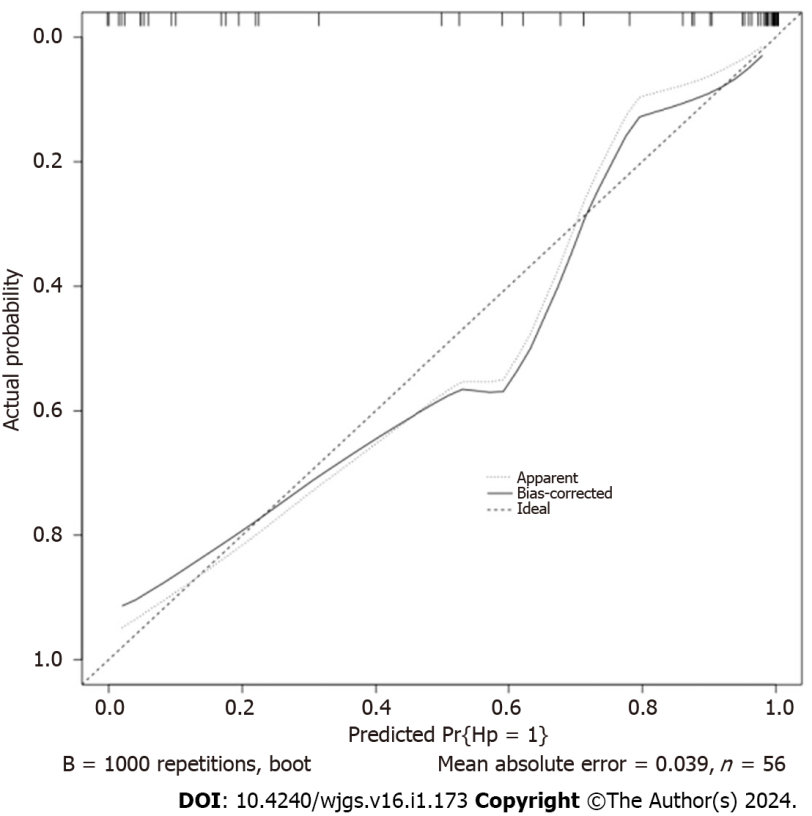 0.0
0.2
0.4
0.6
0.8
1.0
Actual probability
Apparent
Bias-corrected
Ideal
0.0 0.2 0.4 0.6 0.8 1.0
Predicted Pr{Hp = 1}
B = 1000 repetitions, boot Mean absolute error = 0.039, n = 56
DOI: 10.4240/wjgs.v16.i1.173 Copyright ©The Author(s) 2024.